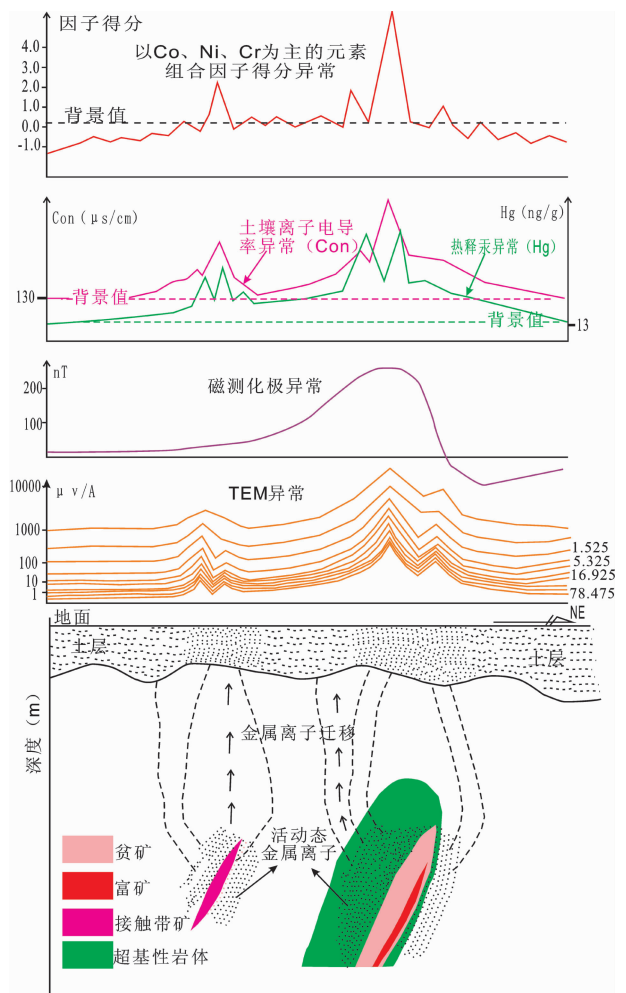 因子得分
4.0
3.0
2.0
1.0
0.0
-1.0
以Co、Ni、Cr为主的元素
组合因子得分异常
背景值
Con (μs/cm)
Hg (ng/g)
土壤离子电导
率异常（Con）
热释汞异常(Hg)
130
背景值
背景值
13
nT
200
100
磁测化极异常
μ v/A
10000
1000
100
10
1
TEM异常
1.525
5.325
16.925
78.475
地面
NE
土层
土层
深度（m）
金属离子迁移
活动态
金属离子
贫矿
富矿
接触带矿
超基性岩体